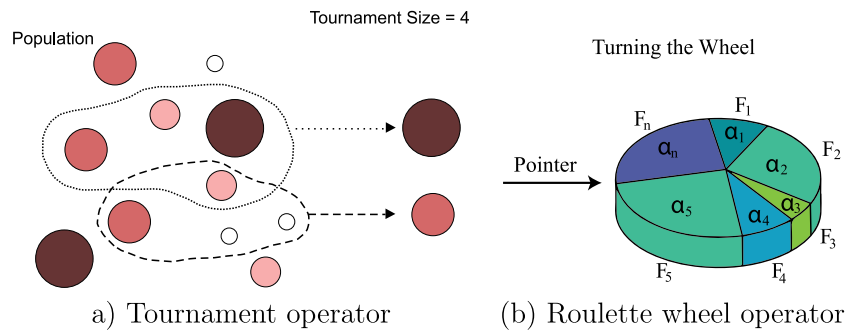 Tournament Size = 4
Population
a) Tournament operator
Turning the Wheel
Pointer
Fₙ
F₁
F₂
F₃
F₄
F₅
αₙ
α₁
α₂
α₃
α₄
α₅
(b) Roulette wheel operator